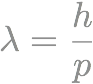 λ = h/p